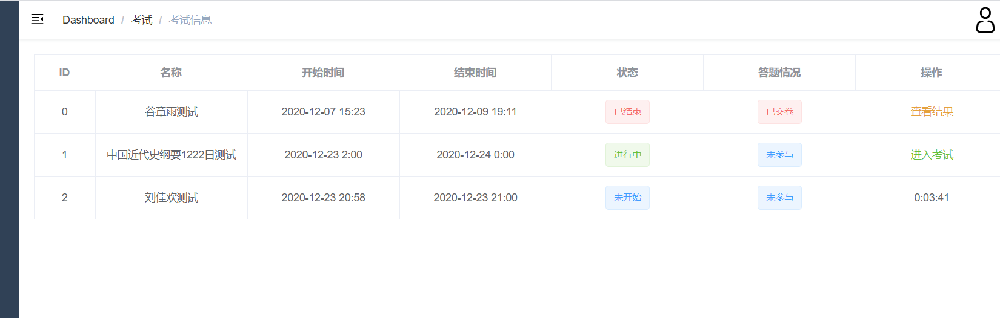 Dashboard / 考试 / 考试信息
ID 名称 开始时间 结束时间 状态 答题情况 操作
0 谷章雨测试 2020-12-07 15:23 2020-12-09 19:11 已结束 已交卷 查看结果
1 中国近代史纲要1222日测试 2020-12-23 2:00 2020-12-24 0:00 进行中 未参与 进入考试
2 刘佳欢测试 2020-12-23 20:58 2020-12-23 21:00 未开始 未参与 0:03:41